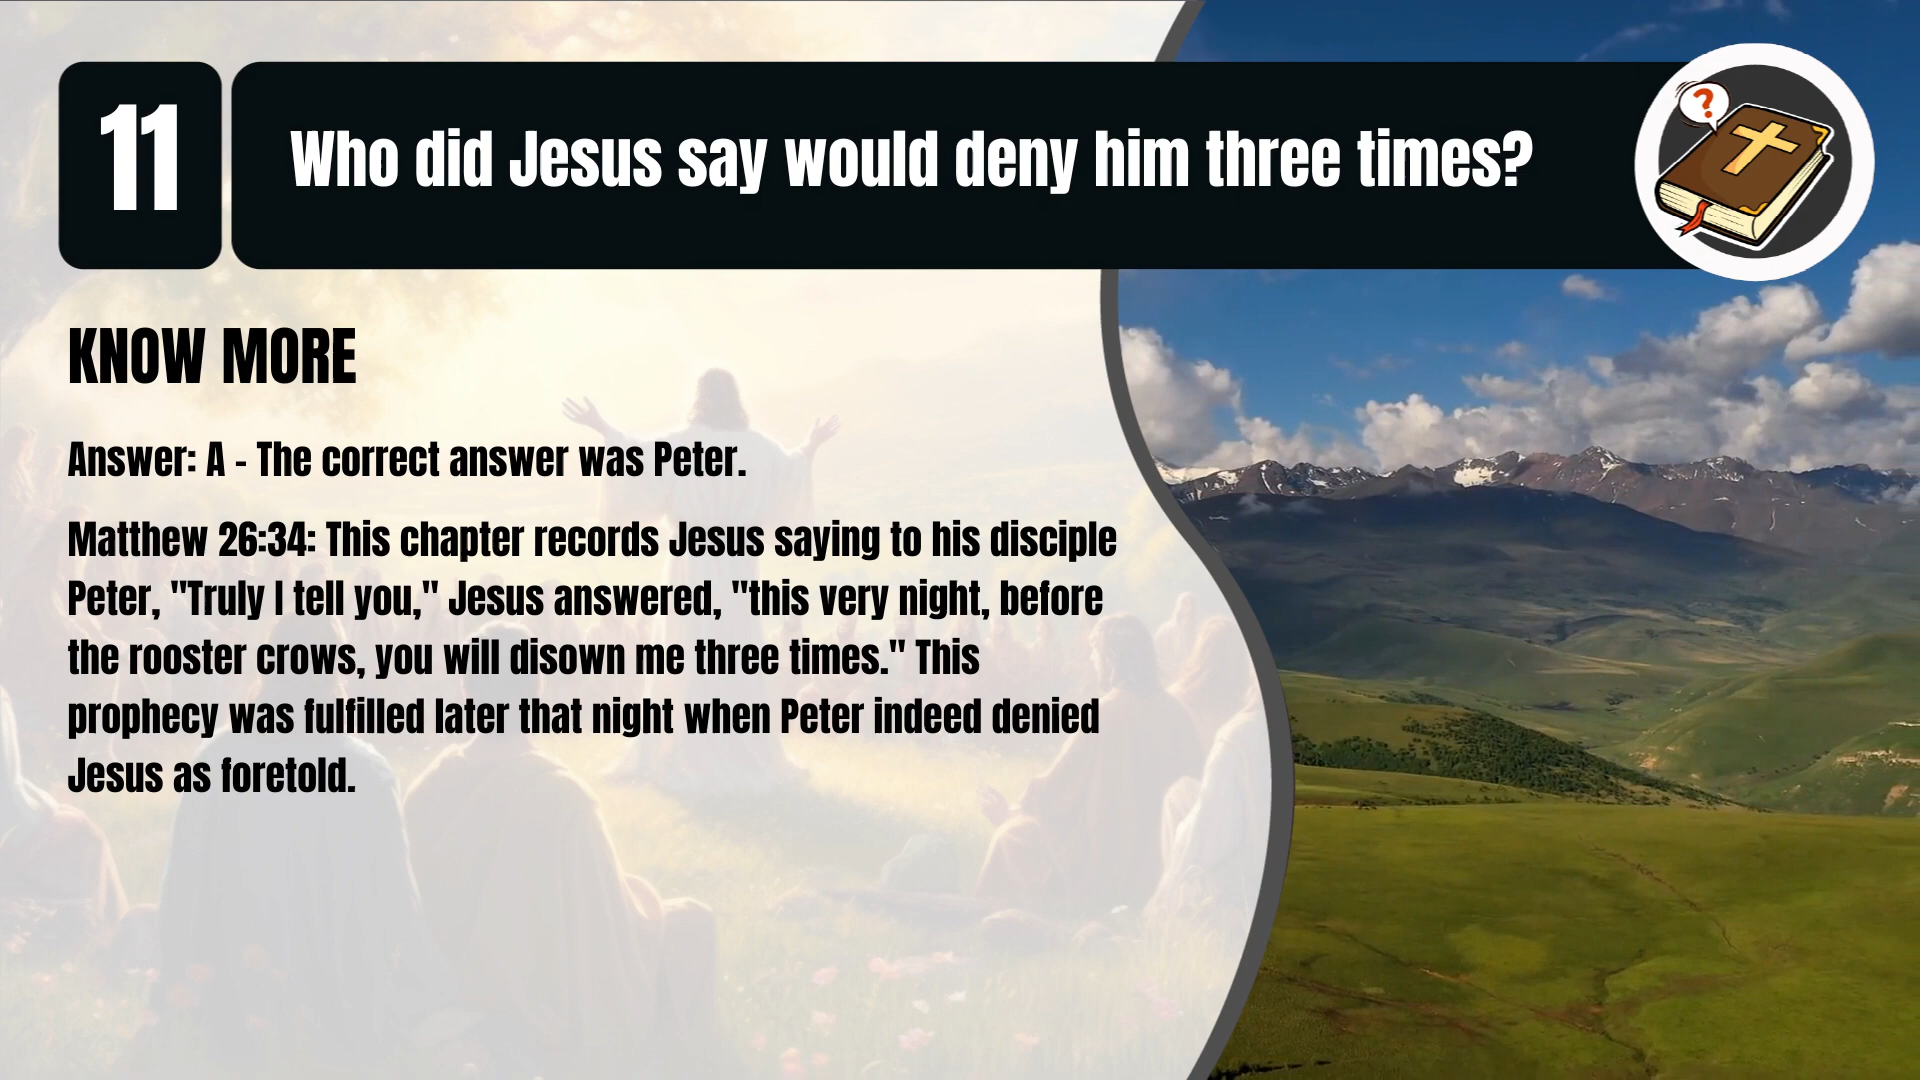 11
Who did Jesus say would deny him three times?
?
KNOW MORE
Answer: A - The correct answer was Peter.
Matthew 26:34: This chapter records Jesus saying to his disciple
Peter, "Truly I tell you," Jesus answered, "this very night, before
the rooster crows, you will disown me three times." This
prophecy was fulfilled later that night when Peter indeed denied
Jesus as foretold.